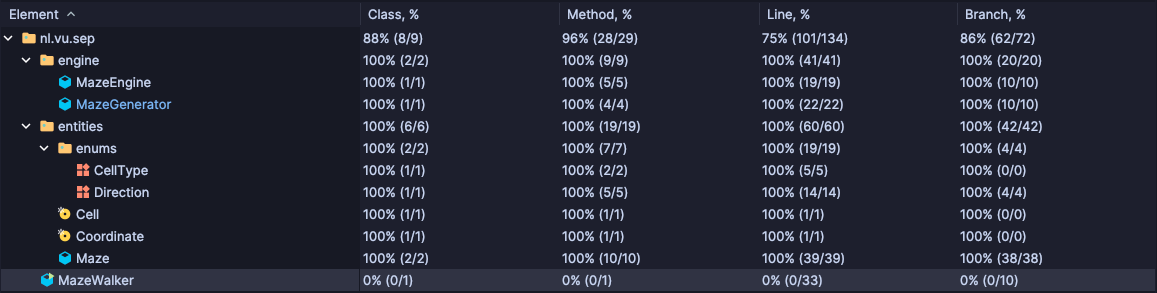 Element Class, % Method, % Line, % Branch, %
nl.vu.sep 88% (8/9) 96% (28/29) 75% (101/134) 86% (62/72)
engine 100% (2/2) 100% (9/9) 100% (41/41) 100% (20/20)
MazeEngine 100% (1/1) 100% (5/5) 100% (19/19) 100% (10/10)
MazeGenerator 100% (1/1) 100% (4/4) 100% (22/22) 100% (10/10)
entities 100% (6/6) 100% (19/19) 100% (60/60) 100% (42/42)
enums 100% (2/2) 100% (7/7) 100% (19/19) 100% (4/4)
CellType 100% (1/1) 100% (2/2) 100% (5/5) 100% (0/0)
Direction 100% (1/1) 100% (5/5) 100% (14/14) 100% (4/4)
Cell 100% (1/1) 100% (1/1) 100% (1/1) 100% (0/0)
Coordinate 100% (1/1) 100% (1/1) 100% (1/1) 100% (0/0)
Maze 100% (2/2) 100% (10/10) 100% (39/39) 100% (38/38)
MazeWalker 0% (0/1) 0% (0/1) 0% (0/33) 0% (0/10)